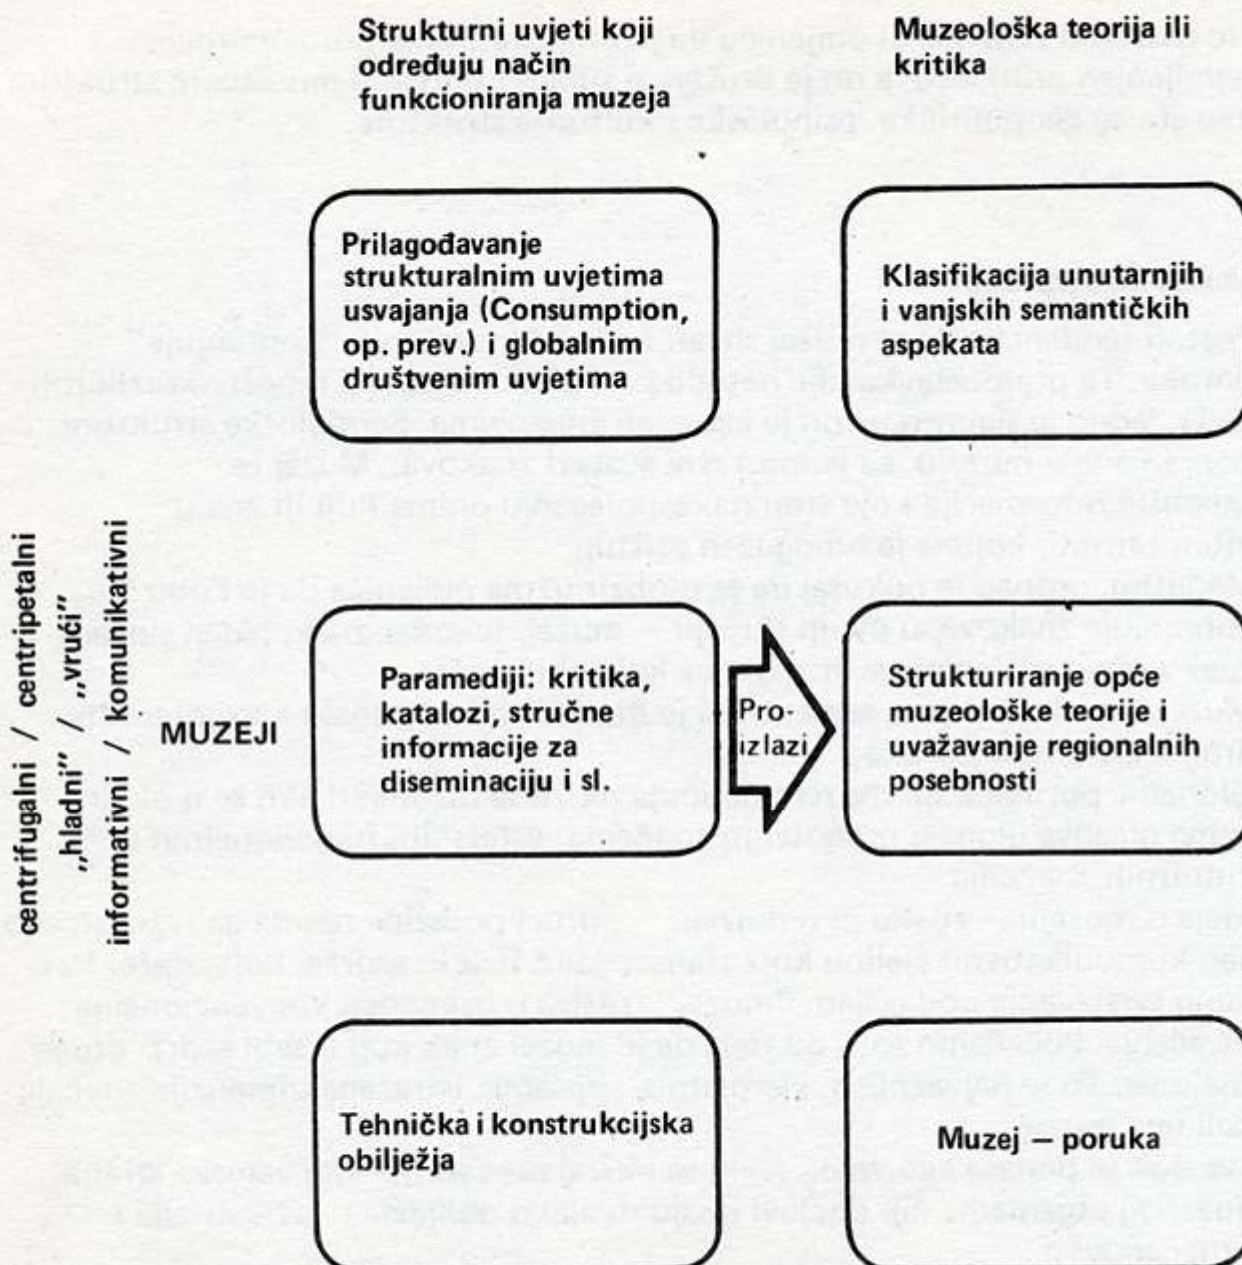 Strukturni uvjeti koji
određuju način
funkcioniranja muzeja
Muzeološka teorija ili
kritika
Prilagođavanje
strukturalnim uvjetima
usvajanja (Consumption,
op. prev.) i globalnim
društvenim uvjetima
Klasifikacija unutarnjih
i vanjskih semantičkih
aspekata
centrifugalni / centripetalni
„hladni” / „vrući”
informativni / komunikativni
MUZEJI
Paramediji: kritika,
katalozi, stručne
informacije za
diseminaciju i sl.
Pro-
izlazi
Strukturiranje opće
muzeološke teorije i
uvažavanje regionalnih
posebnosti
Tehnička i konstrukcijska
obilježja
Muzej — poruka